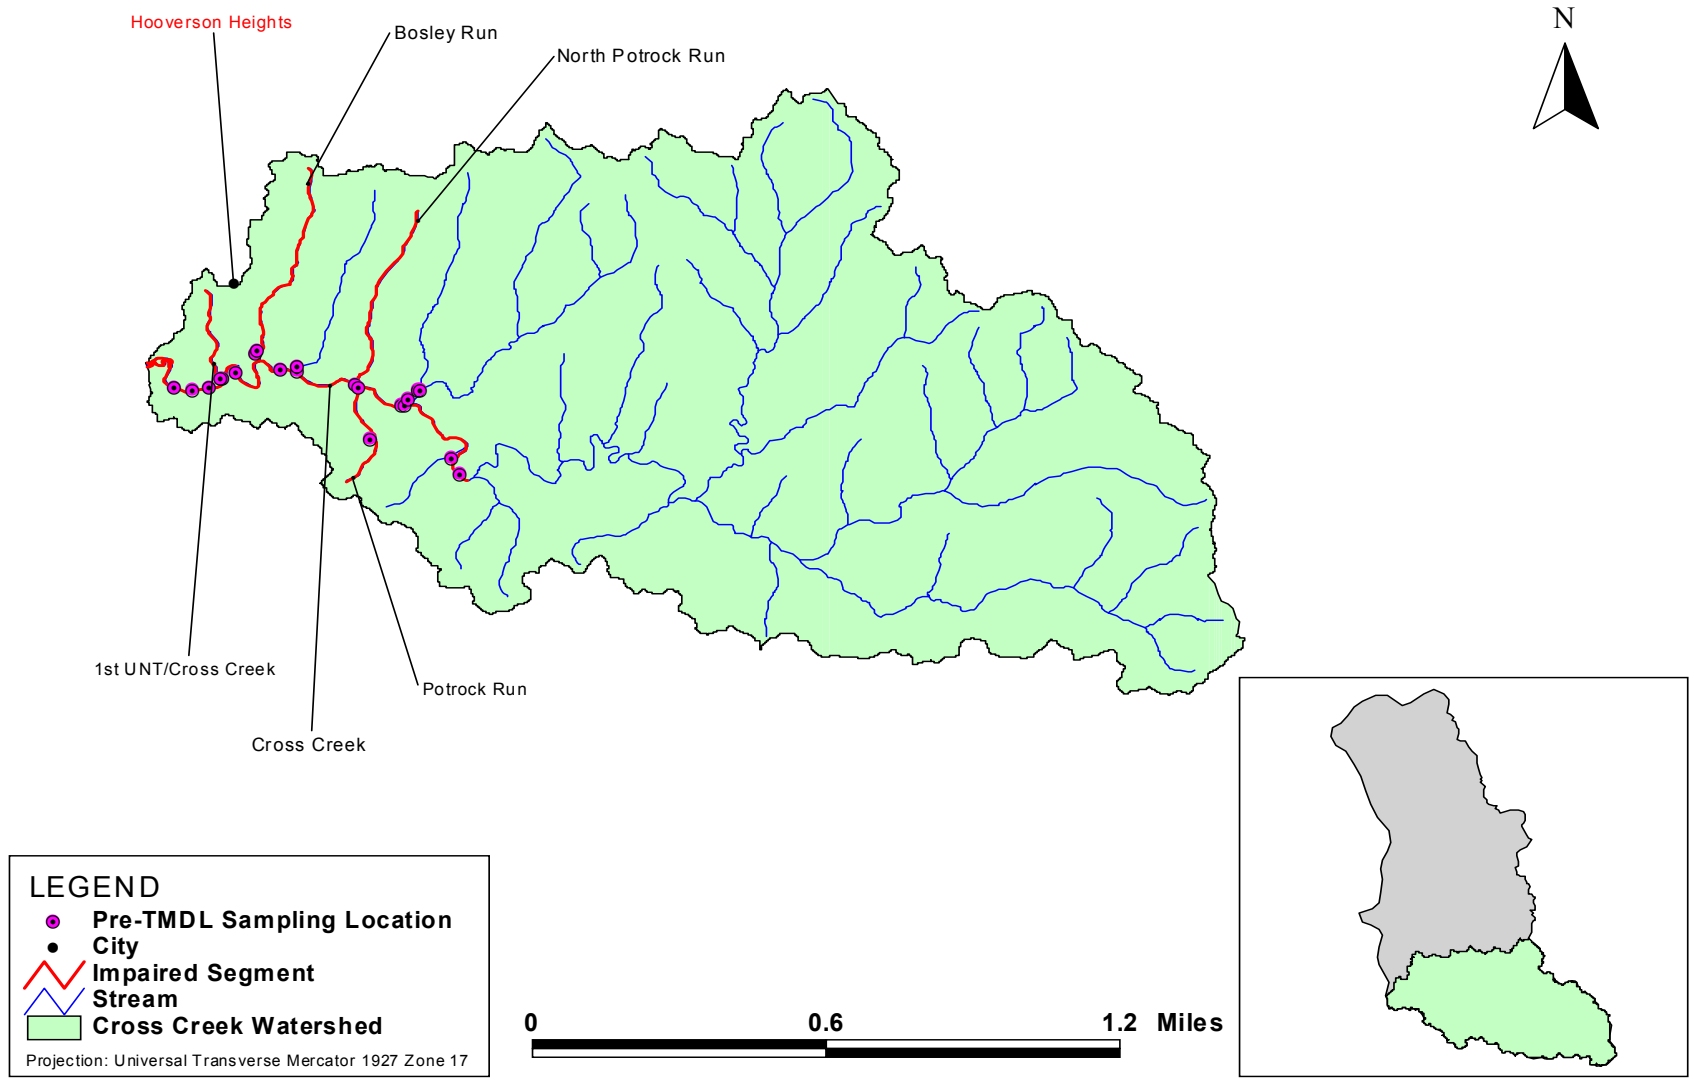 Hooverson Heights
Bosley Run
North Potrock Run
N
1st UNT/Cross Creek
Potrock Run
Cross Creek
LEGEND
Pre-TMDL Sampling Location
City
Impaired Segment
Stream
Cross Creek Watershed
Projection: Universal Transverse Mercator 1927 Zone 17
0 0.6 1.2 Miles